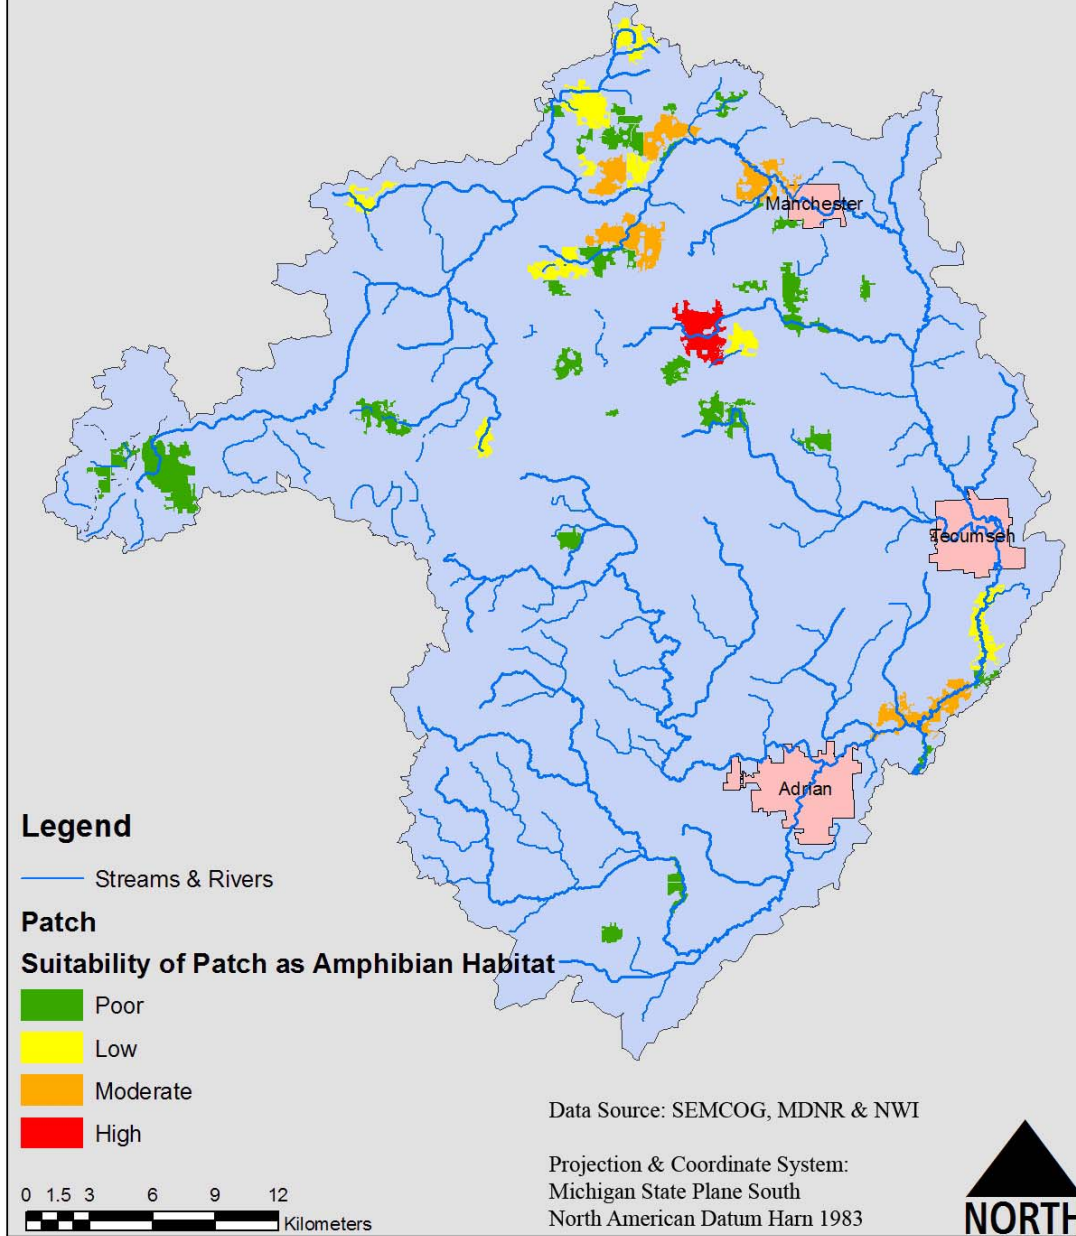 Manchester
Tecumseh
Adrian
Legend
Streams & Rivers
Patch
Suitability of Patch as Amphibian Habitat
Poor
Low
Moderate
High
0 1.5 3 6 9 12
Kilometers
Data Source: SEMCOG, MDNR & NWI
Projection & Coordinate System:
Michigan State Plane South
North American Datum Harn 1983
NORTH